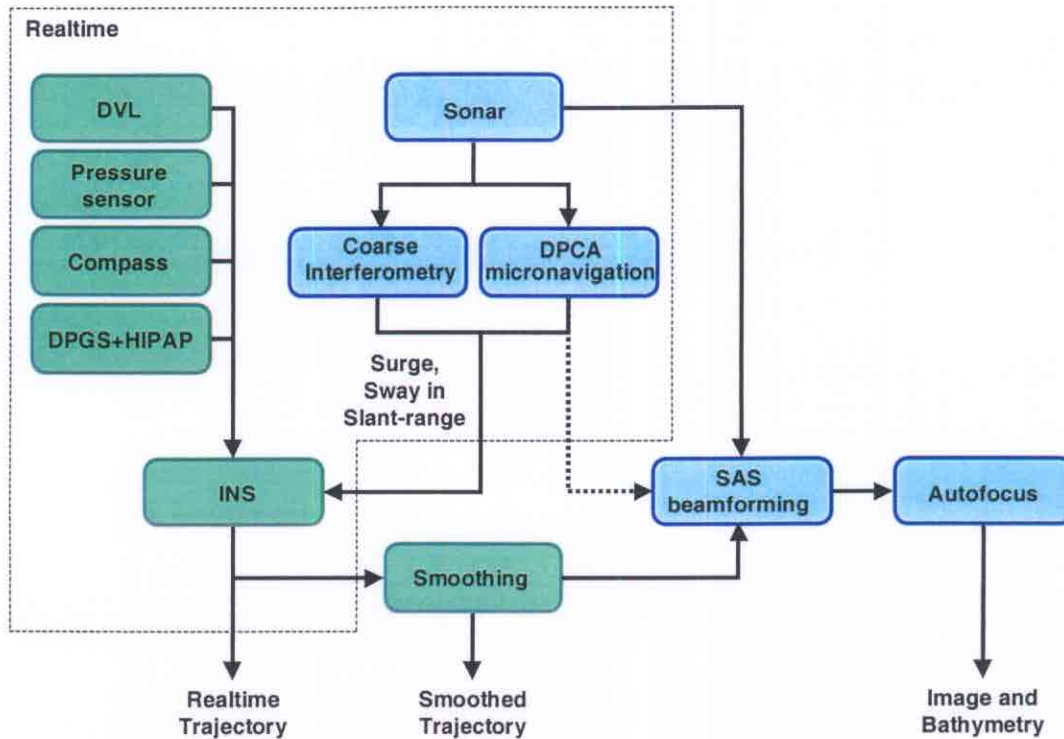 Realtime
DVL
Pressure
sensor
Compass
DPGS+HIPAP
Sonar
Coarse
Interferometry
DPCA
micronavigation
Surge,
Sway in
Slant-range
INS
SAS
beamforming
Autofocus
Smoothing
Realtime
Trajectory
Smoothed
Trajectory
Image and
Bathymetry